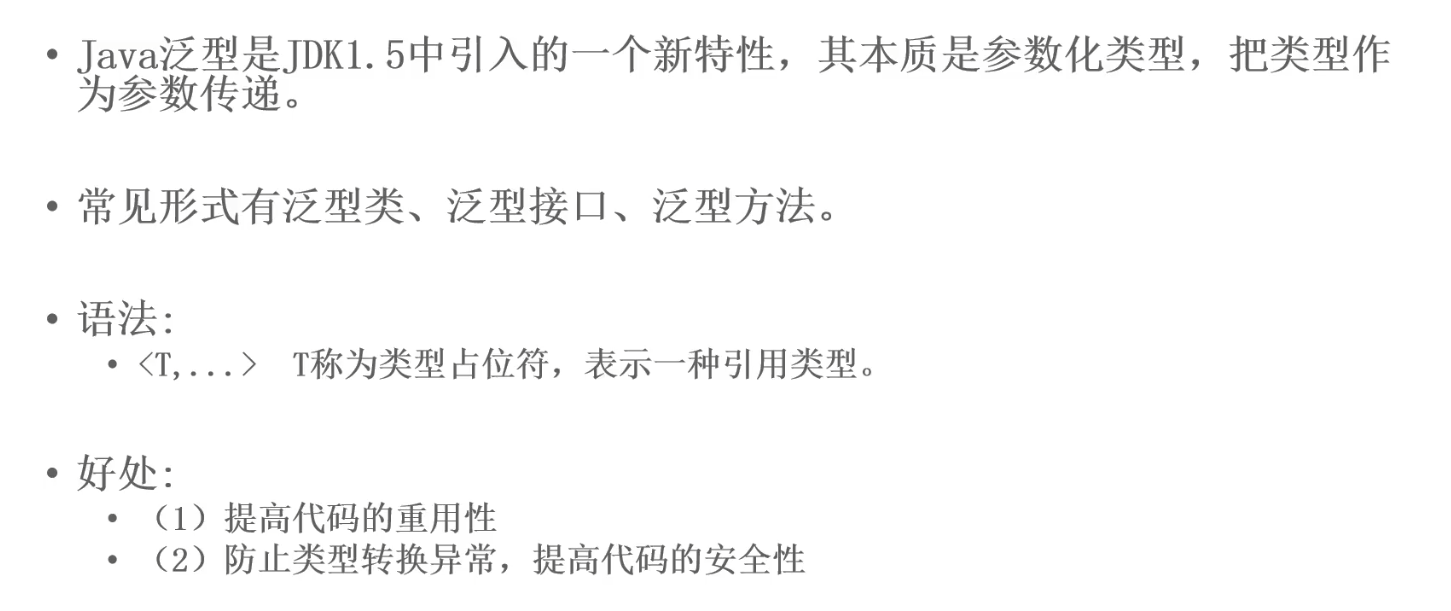 • Java泛型是JDK1.5中引入的一个新特性，其本质是参数化类型，把类型作
为参数传递。
• 常见形式有泛型类、泛型接口、泛型方法。
• 语法:
• <T,...> T称为类型占位符，表示一种引用类型。
• 好处:
• （1）提高代码的重用性
• （2）防止类型转换异常，提高代码的安全性